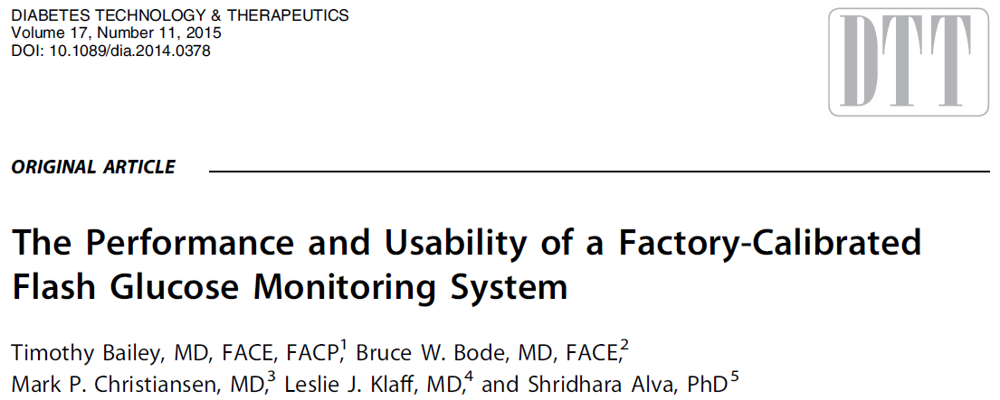 DIABETES TECHNOLOGY & THERAPEUTICS
Volume 17, Number 11, 2015
DOI: 10.1089/dia.2014.0378
DTT
ORIGINAL ARTICLE
The Performance and Usability of a Factory-Calibrated
Flash Glucose Monitoring System
Timothy Bailey, MD, FACE, FACP,1 Bruce W. Bode, MD, FACE,2
Mark P. Christiansen, MD,3 Leslie J. Klaff, MD,4 and Shridhara Alva, PhD5